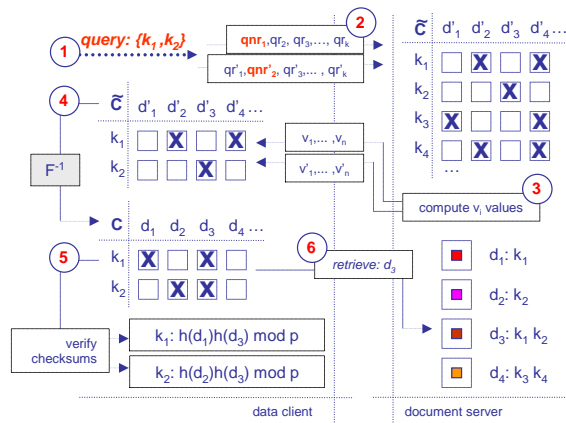 1
query: {k₁,k₂}
2
qnr₁,qr₂, qr₃,…, qrₖ
qr'₁,qnr'₂, qr'₃,… , qr'ₖ
C̃ d'₁ d'₂ d'₃ d'₄ …
k₁ X X
k₂ X
k₃ X X
k₄ X X
…
4
C̃ d'₁ d'₂ d'₃ d'₄ …
k₁ X X
k₂ X
v₁,… ,vₙ
v'₁,… ,v'ₙ
F⁻¹
3
compute vᵢ values
C d₁ d₂ d₃ d₄ …
k₁ X X
k₂ X X
5
6
retrieve: d₃
d₁: k₁
d₂: k₂
d₃: k₁ k₂
d₄: k₃ k₄
verify
checksums
k₁: h(d₁)h(d₃) mod p
k₂: h(d₂)h(d₃) mod p
data client
document server